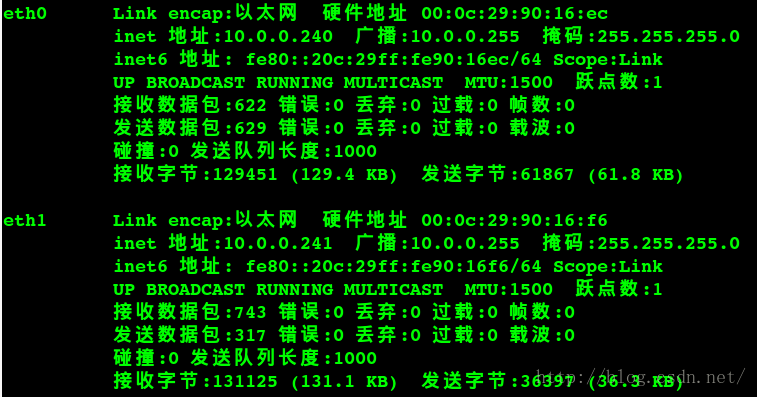 eth0 Link encap:以太网 硬件地址 00:0c:29:90:16:ec
inet 地址:10.0.0.240 广播:10.0.0.255 掩码:255.255.255.0
inet6 地址: fe80::20c:29ff:fe90:16ec/64 Scope:Link
UP BROADCAST RUNNING MULTICAST MTU:1500 跃点数:1
接收数据包:622 错误:0 丢弃:0 过载:0 帧数:0
发送数据包:629 错误:0 丢弃:0 过载:0 载波:0
碰撞:0 发送队列长度:1000
接收字节:129451 (129.4 KB) 发送字节:61867 (61.8 KB)
eth1 Link encap:以太网 硬件地址 00:0c:29:90:16:f6
inet 地址:10.0.0.241 广播:10.0.0.255 掩码:255.255.255.0
inet6 地址: fe80::20c:29ff:fe90:16f6/64 Scope:Link
UP BROADCAST RUNNING MULTICAST MTU:1500 跃点数:1
接收数据包:743 错误:0 丢弃:0 过载:0 帧数:0
发送数据包:317 错误:0 丢弃:0 过载:0 载波:0
碰撞:0 发送队列长度:1000
接收字节:131125 (131.1 KB) 发送字节:36397 (36.3 KB)
http://blog.csdn.net/